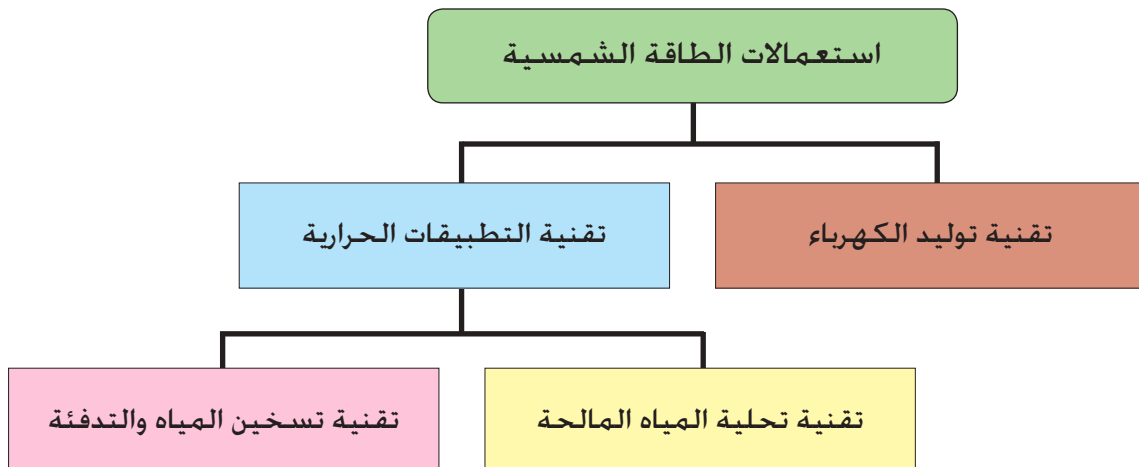 استعمالات الطاقة الشمسية
تقنية توليد الكهرباء
تقنية التطبيقات الحرارية
تقنية تحلية المياه المالحة
تقنية تسخين المياه والتدفئة